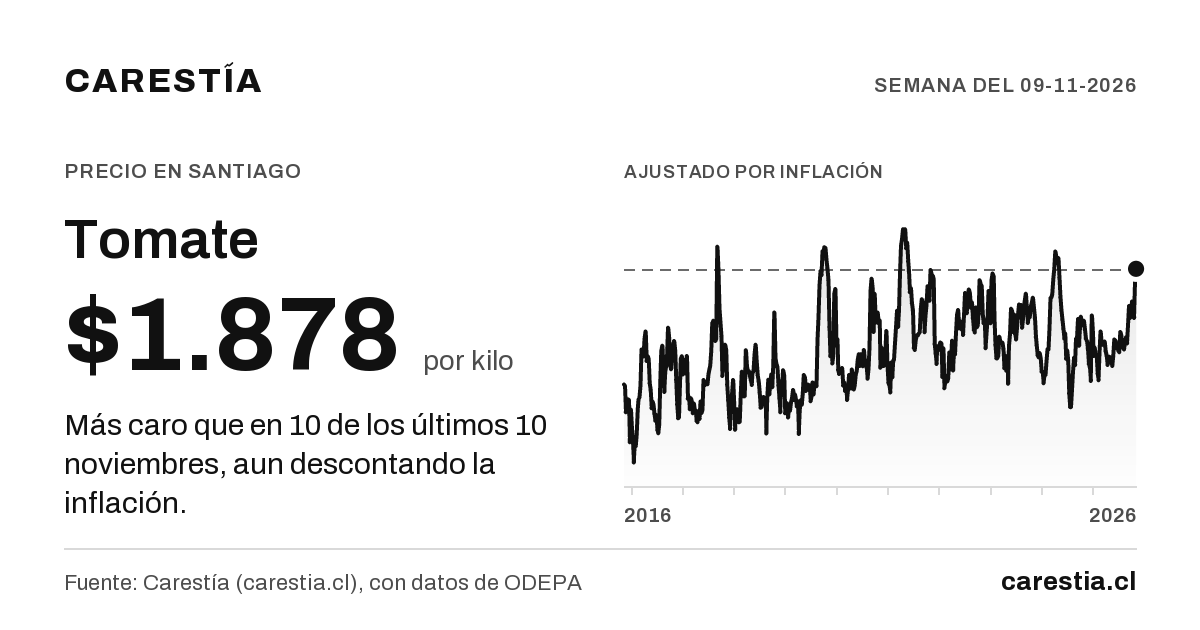 CARESTÍA
SEMANA DEL 09-11-2026
PRECIO EN SANTIAGO
Tomate
$1.878 por kilo
Más caro que en 10 de los últimos 10
noviembres, aun descontando la
inflación.
AJUSTADO POR INFLACIÓN
2016
2026
Fuente: Carestía (carestia.cl), con datos de ODEPA
carestia.cl